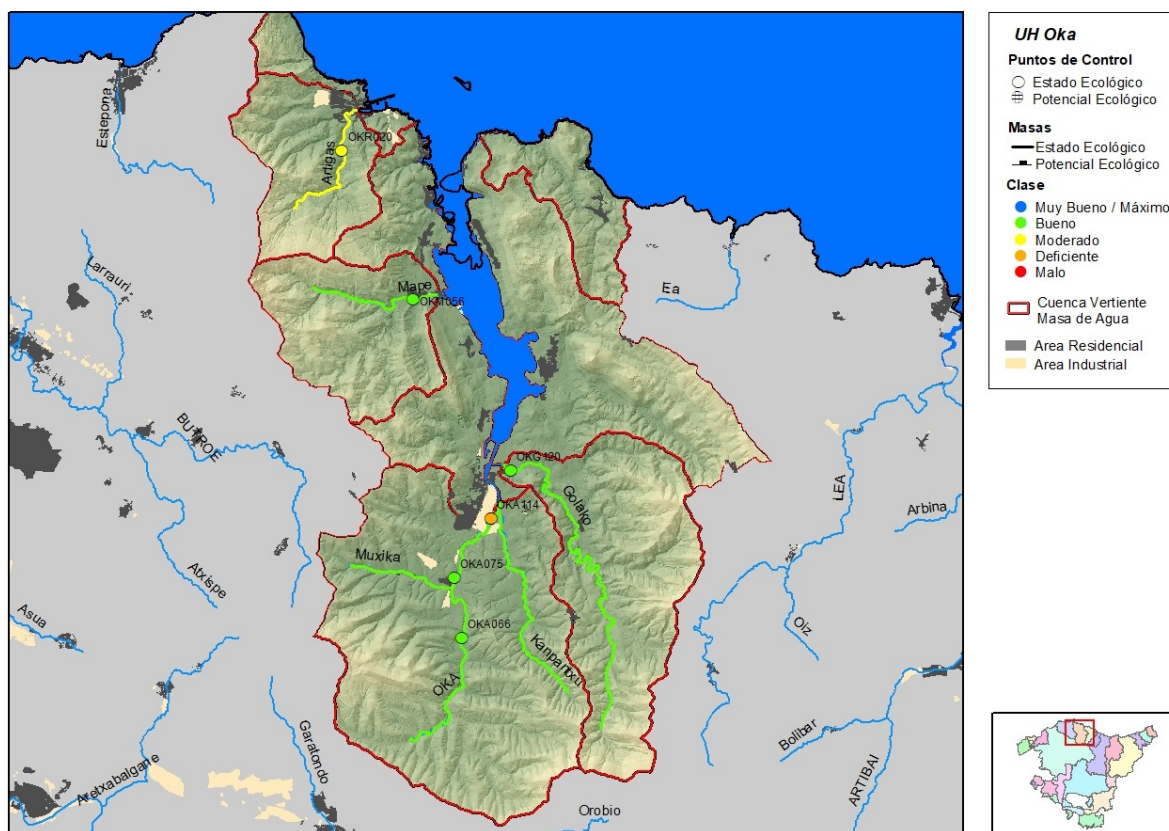 Estepona
Artigas
OKR020
Larrauri
Mape
OKM056
Ea
BUTROE
LEA
OKG120
Golako
Arbina
OKA114
Muxika
OKA075
Atxispe
Asua
Oiz
OKA066
Kanpantxu
OKA
Garatondo
Bolibar
Aretxabalgane
ARTIBAI
Orobio
UH Oka
Puntos de Control
Estado Ecológico
Potencial Ecológico
Masas
Estado Ecológico
Potencial Ecológico
Clase
Muy Bueno / Máximo
Bueno
Moderado
Deficiente
Malo
Cuenca Vertiente
Masa de Agua
Area Residencial
Area Industrial